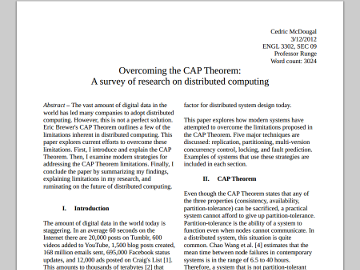 Cedric McDougal
3/12/2012
ENGL 3302, SEC 09
Professor Runge
Word count: 3024
Overcoming the CAP Theorem:
A survey of research on distributed computing
Abstract – The vast amount of digital data in the
world has led many companies to adopt distributed
computing. However, this is not a perfect solution.
Eric Brewer's CAP Theorem outlines a few of the
limitations inherent in distributed computing. This
paper explores current efforts to overcome these
limitations. First, I introduce and explain the CAP
Theorem. Then, I examine modern strategies for
addressing the CAP Theorem limitations. Finally, I
conclude the paper by summarizing my findings,
explaining limitations in my research, and
ruminating on the future of distributed computing.
I. Introduction
The amount of digital data in the world today is
staggering. In an average 60 seconds on the
Internet there are 20,000 posts on Tumblr, 600
videos added to YouTube, 1,500 blog posts created,
168 million emails sent, 695,000 Facebook status
updates, and 12,000 ads posted on Craig's List [1].
This amounts to thousands of terabytes [2] that
factor for distributed system design today.
This paper explores how modern systems have
attempted to overcome the limitations proposed in
the CAP Theorem. Five major techniques are
discussed: replication, partitioning, multi-version
concurrency control, locking, and fault prediction.
Examples of systems that use these strategies are
included in each section.
II. CAP Theorem
Even though the CAP Theorem states that any of
the three properties (consistency, availability,
partition-tolerance) can be sacrificed, a practical
system cannot afford to give up partition-tolerance.
Partition-tolerance is the ability of a system to
function even when nodes cannot communicate. In
a distributed system, this situation is quite
common. Chao Wang et al. [4] estimates that the
mean time between node failures in contemporary
systems is in the range of 6.5 to 40 hours.
Therefore, a system that is not partition-tolerant